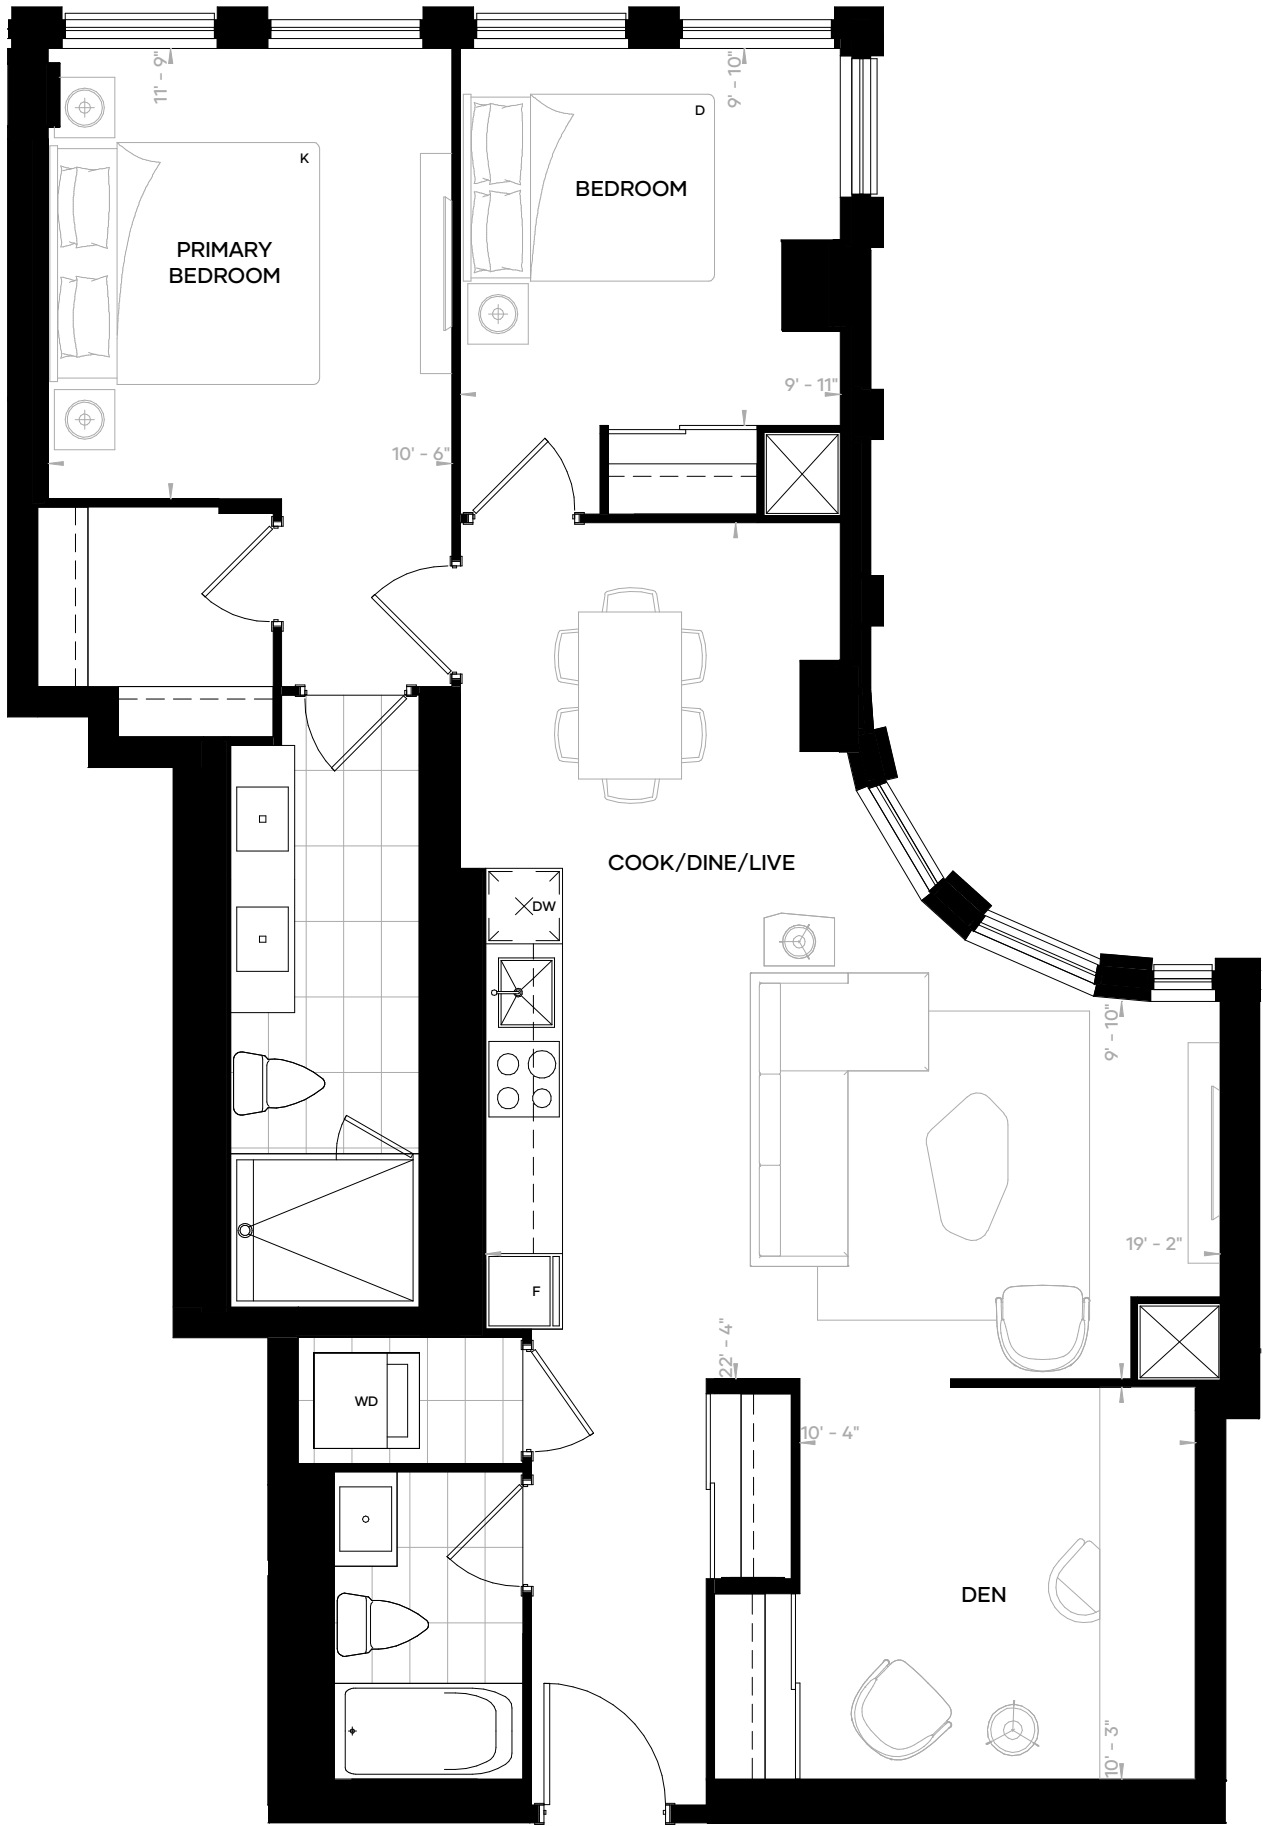 11' - 9"
9' - 10"
D
K
BEDROOM
PRIMARY
BEDROOM
9' - 11"
10' - 6"
COOK/DINE/LIVE
DW
9' - 10"
19' - 2"
F
22' - 4"
WD
10' - 4"
DEN
10' - 3"